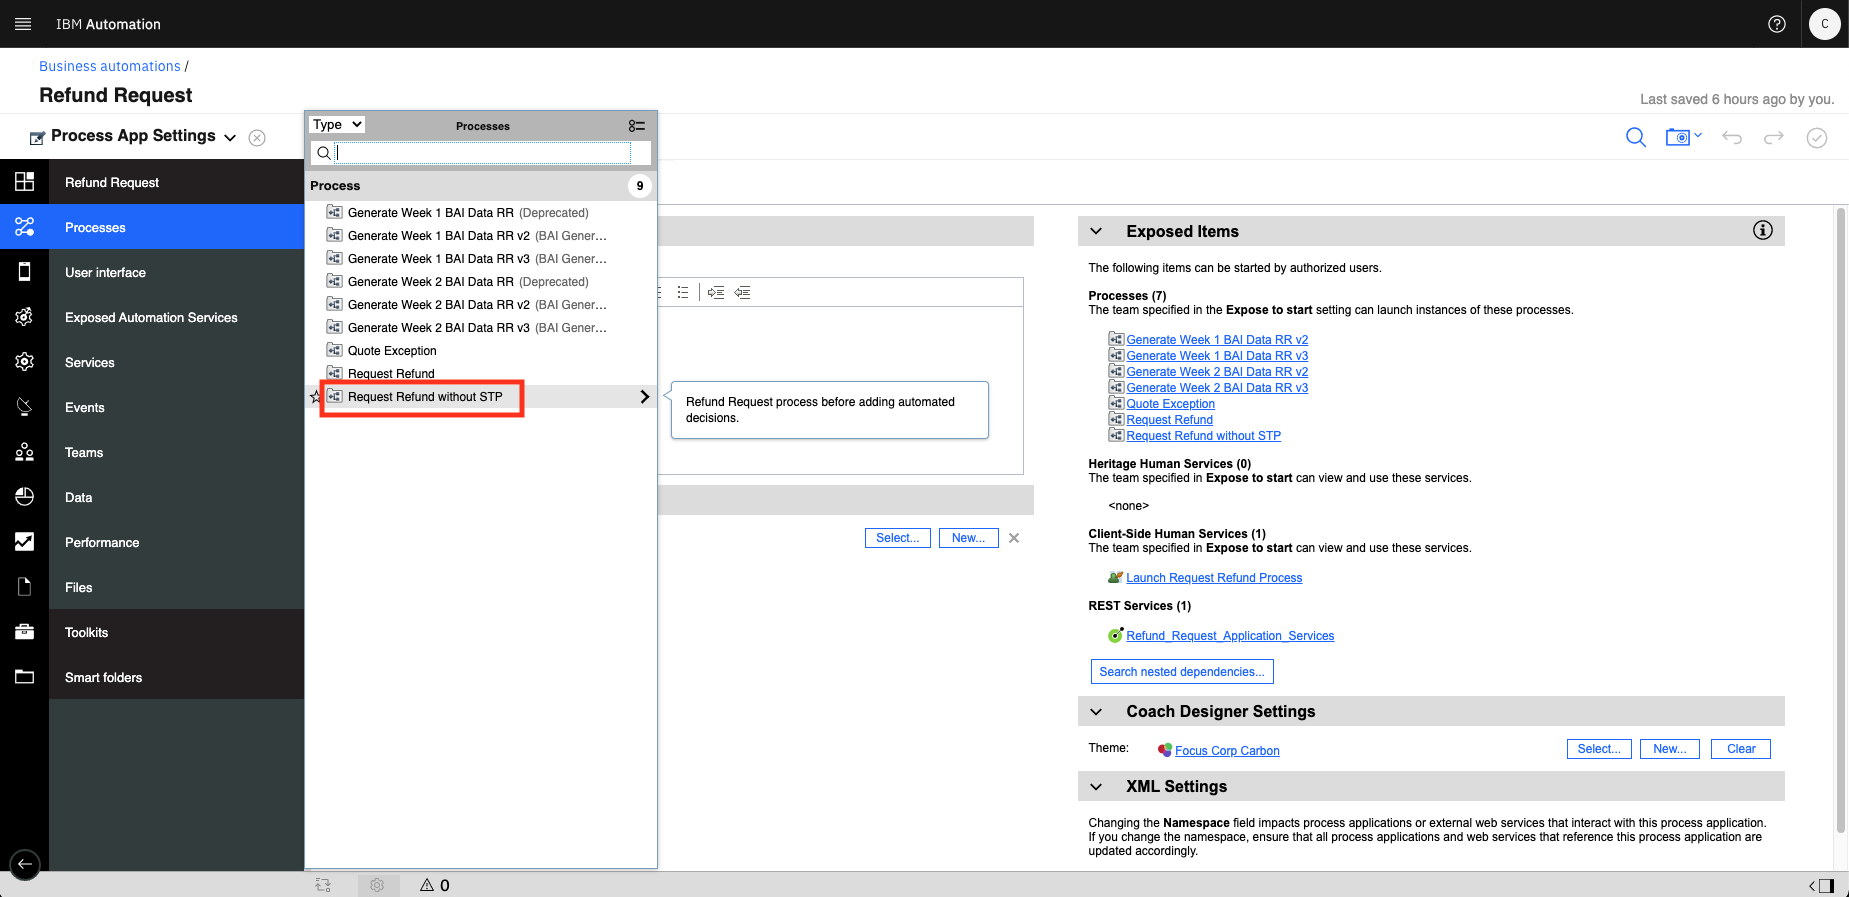 IBM Automation
C
Business automations /
Refund Request
Last saved 6 hours ago by you.
Process App Settings
Refund Request
Processes
User interface
Exposed Automation Services
Services
Events
Teams
Data
Performance
Files
Toolkits
Smart folders
Type
Processes
Process
9
Generate Week 1 BAI Data RR (Deprecated)
Generate Week 1 BAI Data RR v2 (BAI Gener...
Generate Week 1 BAI Data RR v3 (BAI Gener...
Generate Week 2 BAI Data RR (Deprecated)
Generate Week 2 BAI Data RR v2 (BAI Gener...
Generate Week 2 BAI Data RR v3 (BAI Gener...
Quote Exception
Request Refund
Request Refund without STP
Refund Request process before adding automated
decisions.
Select...
New...
Exposed Items
The following items can be started by authorized users.
Processes (7)
The team specified in the Expose to start setting can launch instances of these processes.
Generate Week 1 BAI Data RR v2
Generate Week 1 BAI Data RR v3
Generate Week 2 BAI Data RR v2
Generate Week 2 BAI Data RR v3
Quote Exception
Request Refund
Request Refund without STP
Heritage Human Services (0)
The team specified in Expose to start can view and use these services.
<none>
Client-Side Human Services (1)
The team specified in Expose to start can view and use these services.
Launch Request Refund Process
REST Services (1)
Refund_Request_Application_Services
Search nested dependencies...
Coach Designer Settings
Theme:
Focus Corp Carbon
Select...
New...
Clear
XML Settings
Changing the Namespace field impacts process applications or external web services that interact with this process application.
If you change the namespace, ensure that all process applications and web services that reference this process application are
updated accordingly.
0